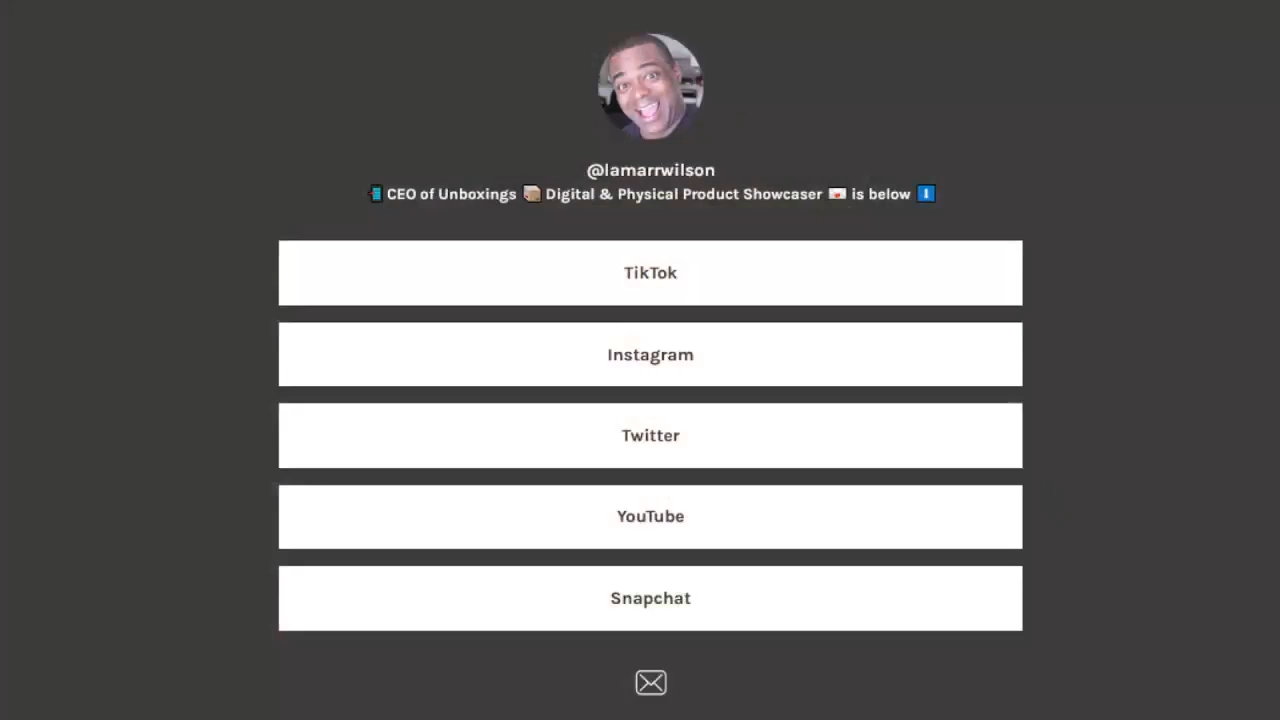 @lamarrwilson
📲 CEO of Unboxings 📦 Digital & Physical Product Showcaser 💌 is below ⬇️
TikTok
Instagram
Twitter
YouTube
Snapchat